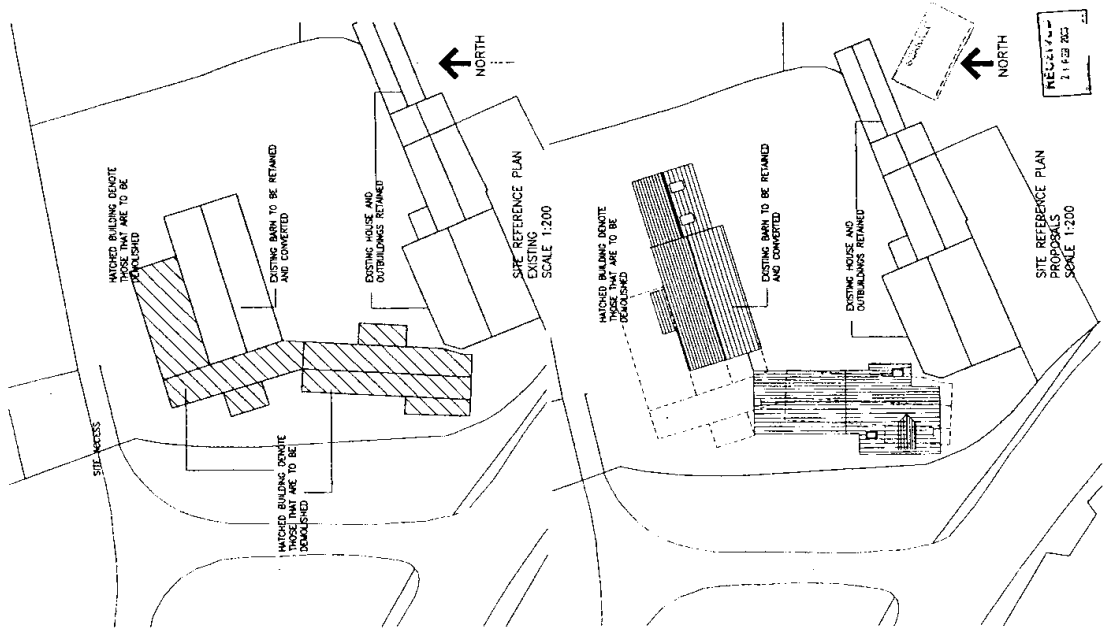 SITE ACCESS
HATCHED BUILDING DENOTE
THOSE THAT ARE TO BE
DEMOLISHED
EXISTING BARN TO BE RETAINED
AND CONVERTED
HATCHED BUILDING DENOTE
THOSE THAT ARE TO BE
DEMOLISHED
EXISTING HOUSE AND
OUTBUILDINGS RETAINED
NORTH
SITE REFERENCE PLAN
EXISTING
SCALE 1:200
HATCHED BUILDING DENOTE
THOSE THAT ARE TO BE
DEMOLISHED
EXISTING BARN TO BE RETAINED
AND CONVERTED
EXISTING HOUSE AND
OUTBUILDINGS RETAINED
NORTH
SITE REFERENCE PLAN
PROPOSALS
SCALE 1:200
RECEIVED
FEB